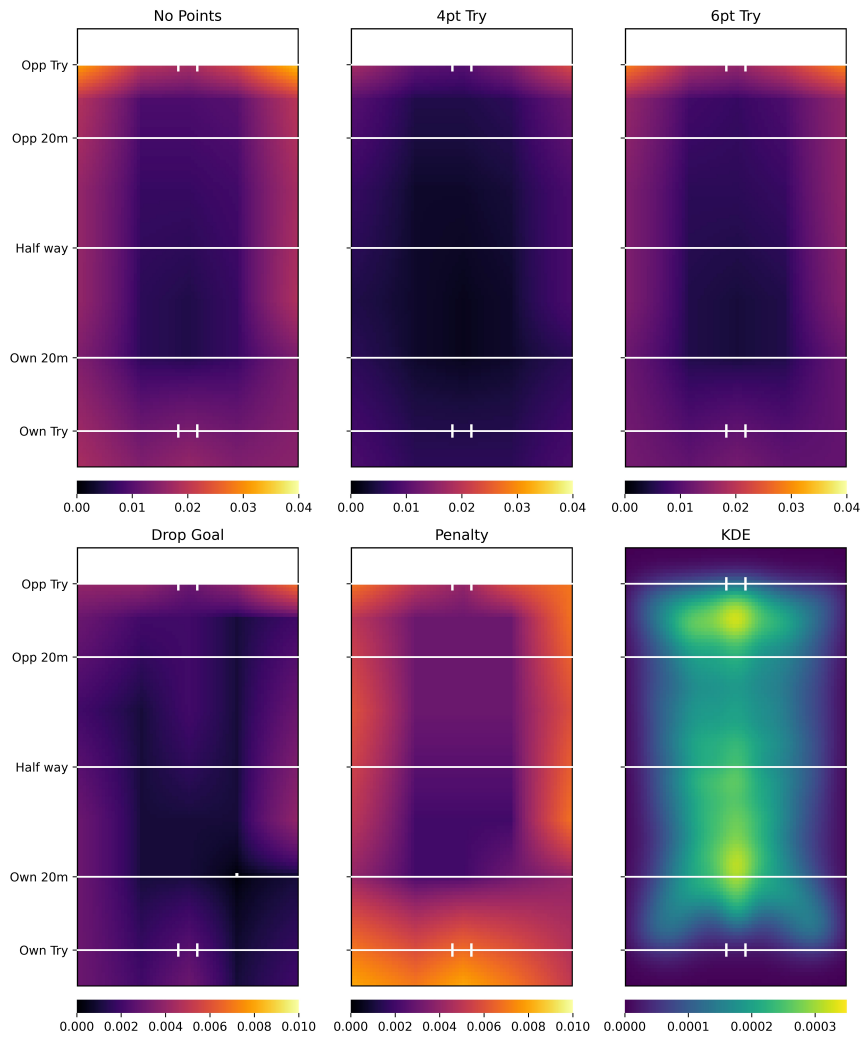 No Points 4pt Try 6pt Try
Opp Try
Opp 20m
Half way
Own 20m
Own Try
0.00 0.01 0.02 0.03 0.04 0.00 0.01 0.02 0.03 0.04 0.00 0.01 0.02 0.03 0.04
Drop Goal Penalty KDE
Opp Try
Opp 20m
Half way
Own 20m
Own Try
0.000 0.002 0.004 0.006 0.008 0.010 0.000 0.002 0.004 0.006 0.008 0.010 0.0000 0.0001 0.0002 0.0003